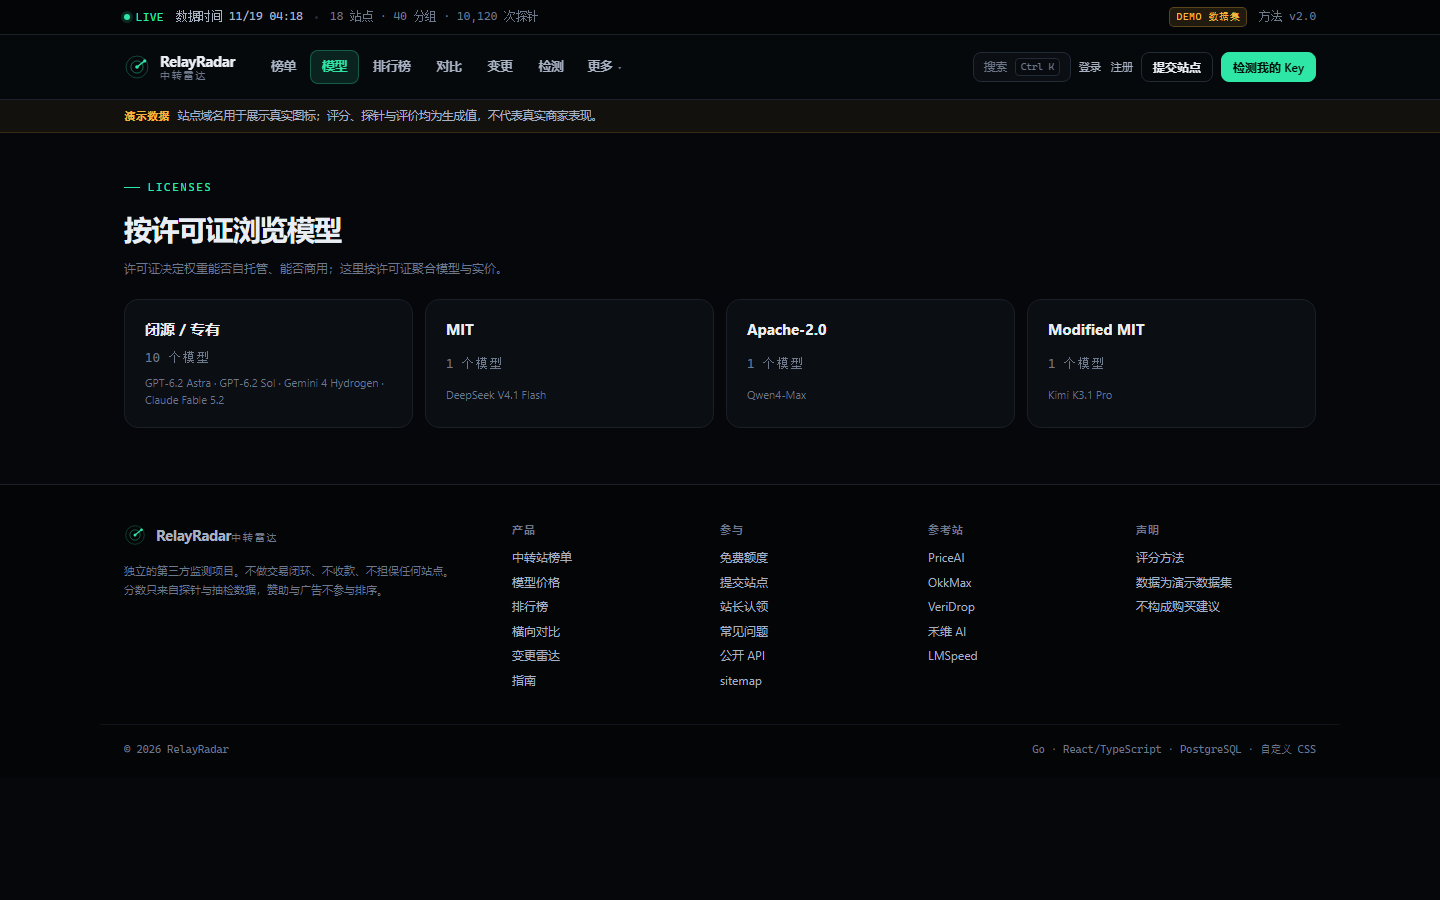 LIVE 数据时间 11/19 04:18 · 18 站点 · 40 分组 · 10,120 次探针
DEMO 数据集 方法 v2.0
RelayRadar
中转雷达
榜单 模型 排行榜 对比 变更 检测 更多
搜索 Ctrl K 登录 注册 提交站点 检测我的 Key
演示数据 站点域名用于展示真实图标；评分、探针与评价均为生成值，不代表真实商家表现。
LICENSES
按许可证浏览模型
许可证决定权重能否自托管、能否商用；这里按许可证聚合模型与实价。
闭源 / 专有
10 个模型
GPT-6.2 Astra · GPT-6.2 Sol · Gemini 4 Hydrogen ·
Claude Fable 5.2
MIT
1 个模型
DeepSeek V4.1 Flash
Apache-2.0
1 个模型
Qwen4-Max
Modified MIT
1 个模型
Kimi K3.1 Pro
RelayRadar中转雷达
独立的第三方监测项目。不做交易闭环、不收款、不担保任何站点。
分数只来自探针与抽检数据，赞助与广告不参与排序。
产品
中转站榜单
模型价格
排行榜
横向对比
变更雷达
指南
参与
免费额度
提交站点
站长认领
常见问题
公开 API
sitemap
参考站
PriceAI
OkkMax
VeriDrop
禾维 AI
LMSpeed
声明
评分方法
数据为演示数据集
不构成购买建议
© 2026 RelayRadar
Go · React/TypeScript · PostgreSQL · 自定义 CSS